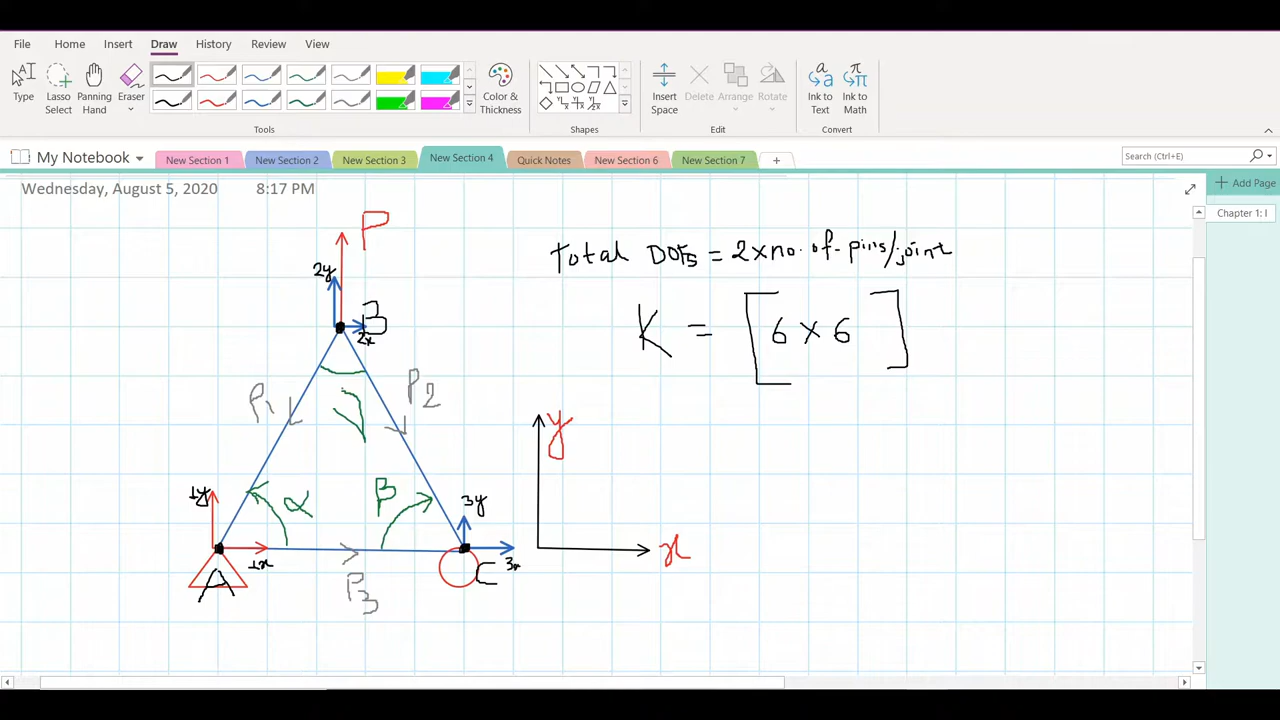 File Home Insert Draw History Review View
Type Lasso Select Panning Hand Eraser Color & Thickness Insert Space Delete Arrange Rotate Ink to Text Ink to Math
Tools Shapes Edit Convert
My Notebook New Section 1 New Section 2 New Section 3 New Section 4 Quick Notes New Section 6 New Section 7 + Search (Ctrl+E)
Wednesday, August 5, 2020 8:17 PM
Add Page
Chapter 1: I
P
Total DOFs = 2 x no. of pins/joint
2y
B
2x
K = [ 6 x 6 ]
P1 P2
y
1y α β 3y
1x 3x x
A C
P3